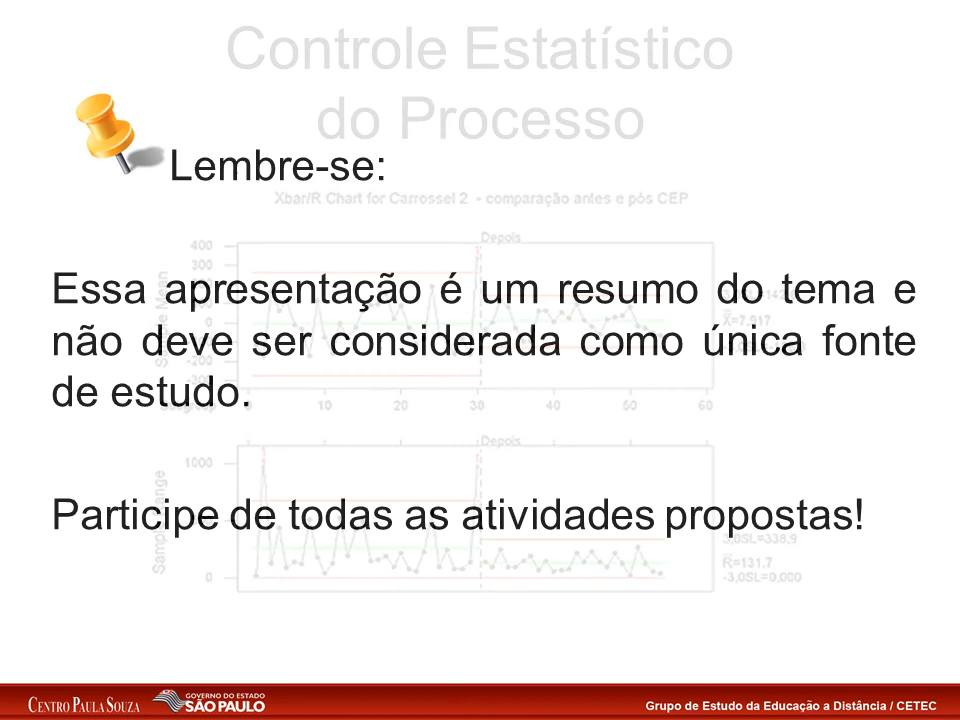 Controle Estatístico
do Processo
Lembre-se:
Xbar/R Chart for Carrossel 2 - comparação antes e pós CEP
Depois
400
300
Essa apresentação é um resumo do tema e
não deve ser considerada como única fonte
de estudo.
X=7,917
-200
10
20
30
40
50
60
Depois
1000
Participe de todas as atividades propostas!
3,0SL=338,9
R=131.7
-3,0SL=0,000
0
CENTRO PAULA SOUZA
GOVERNO DO ESTADO
SÃO PAULO
Grupo de Estudo da Educação a Distância / CETEC